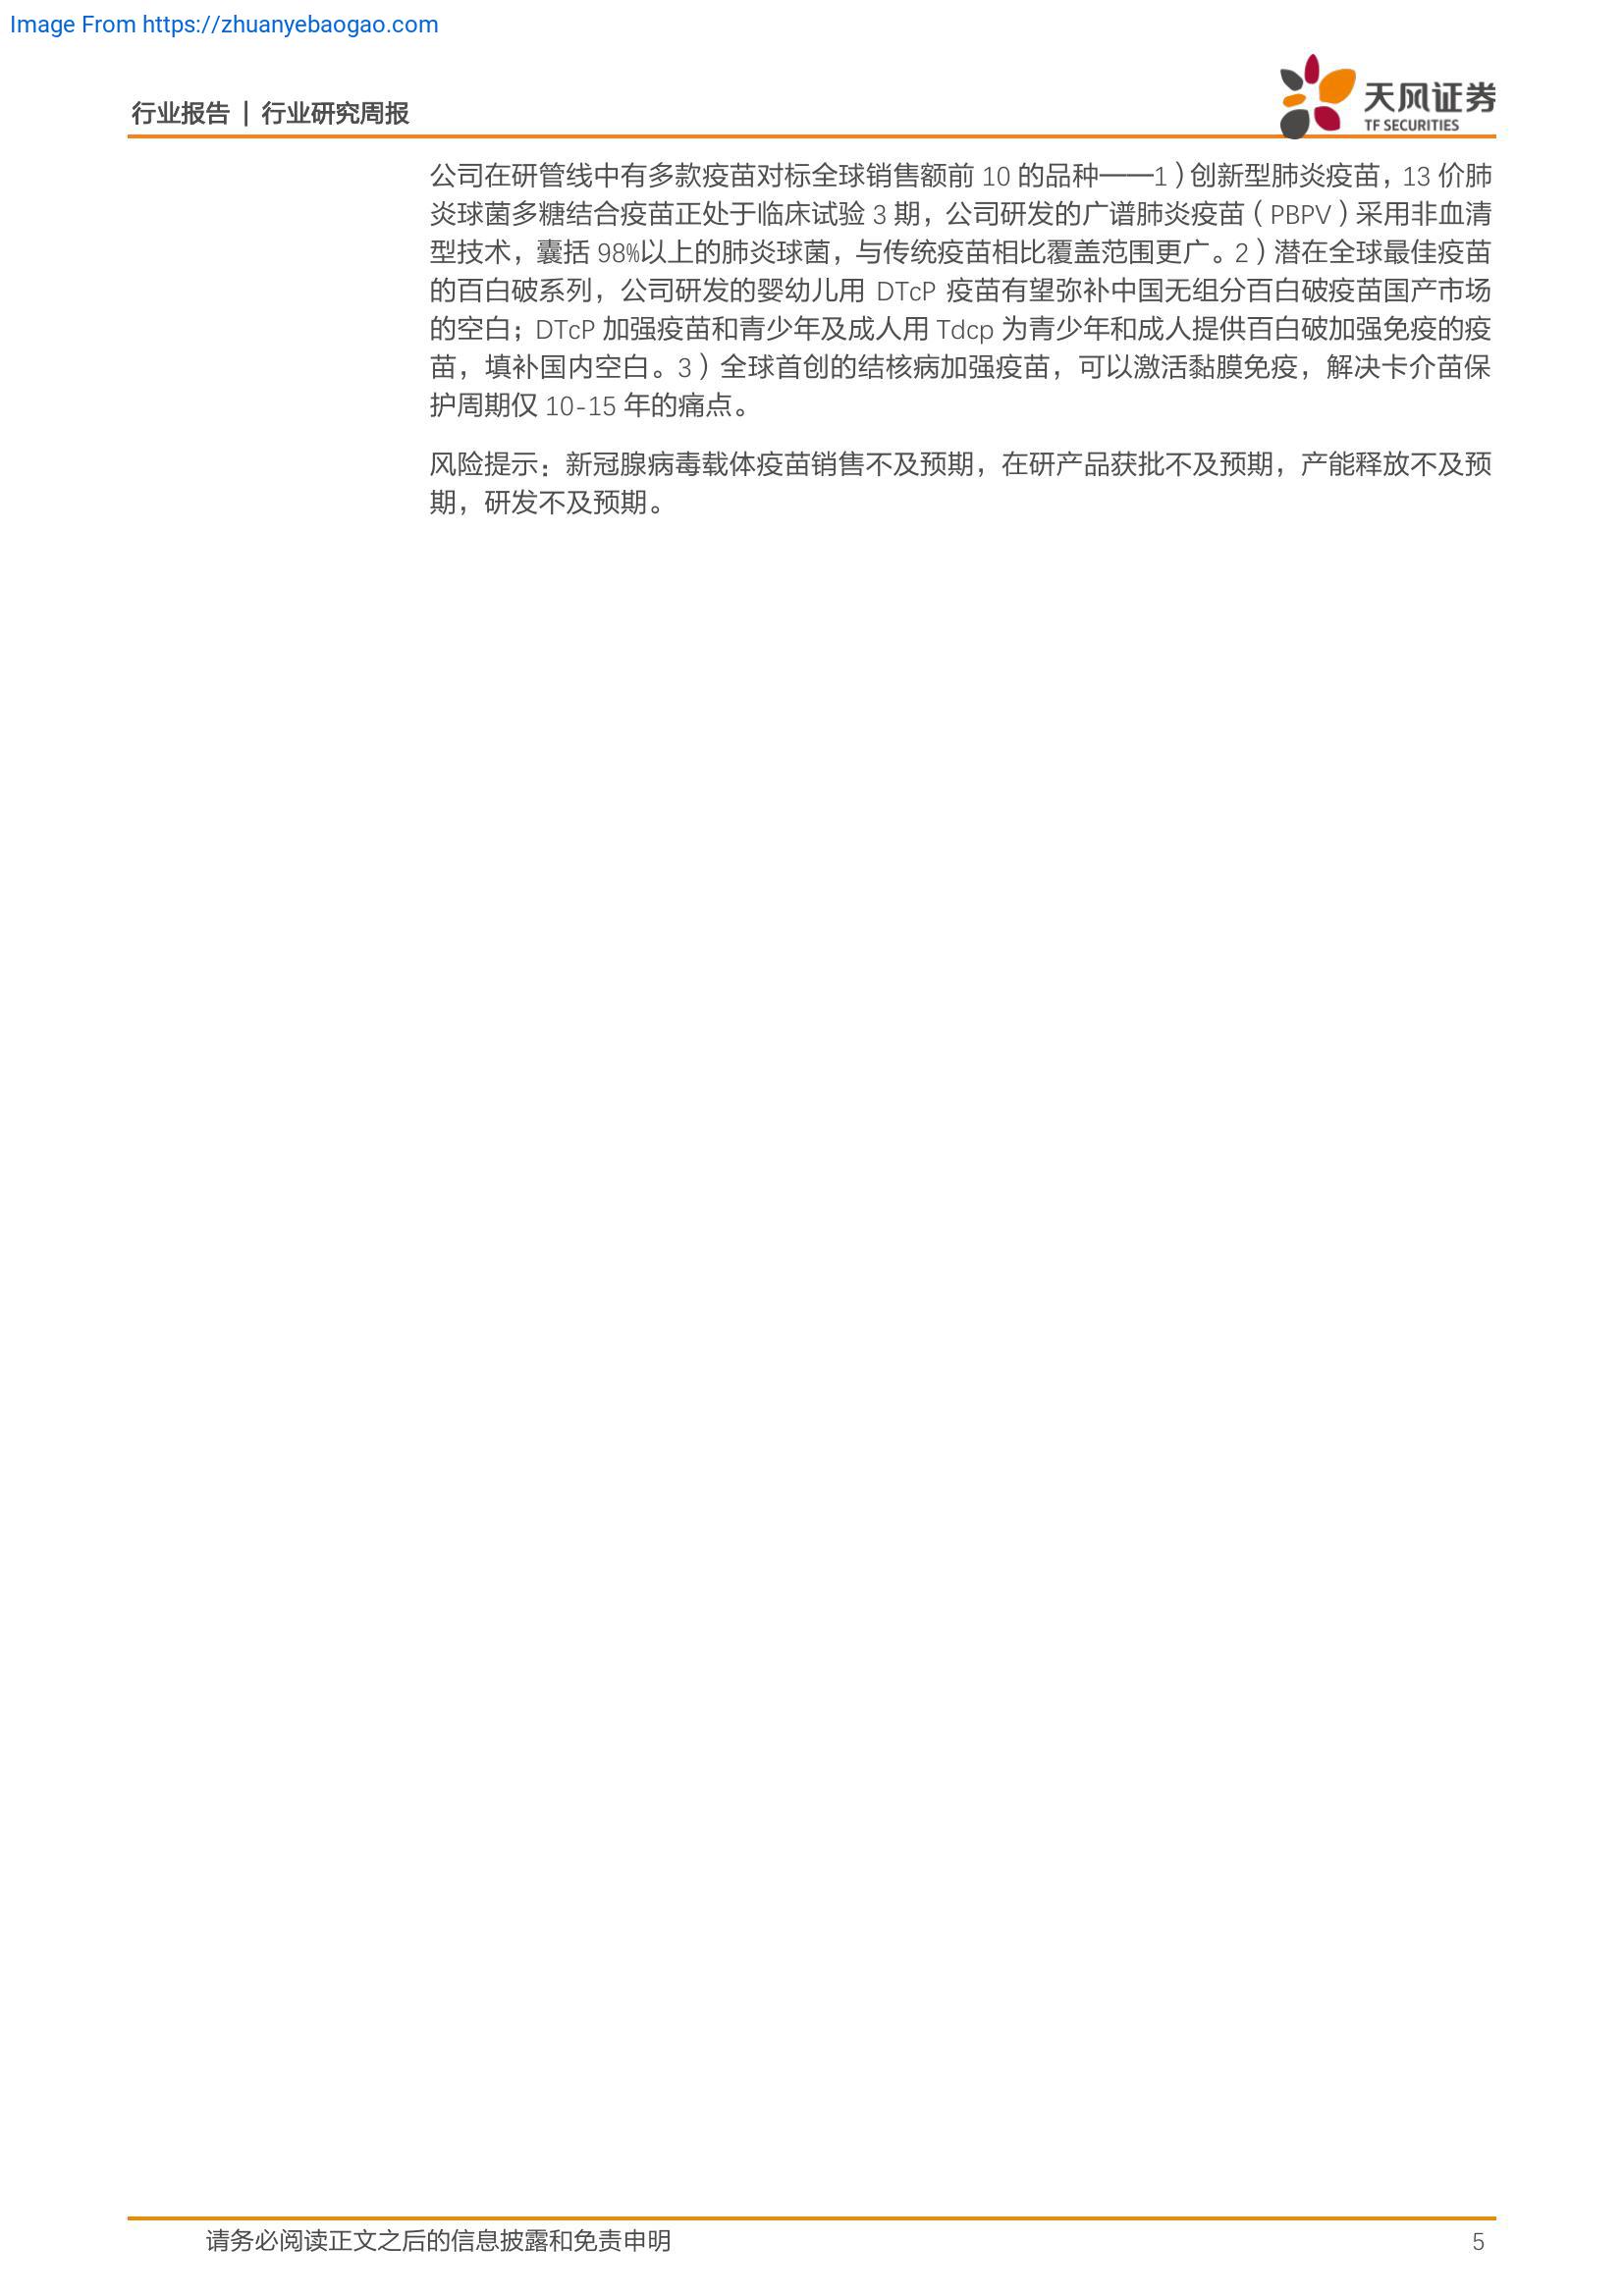 Image From https://zhuanyebaogao.com
行业报告 | 行业研究周报
天风证券
TF SECURITIES
公司在研管线中有多款疫苗对标全球销售额前 10 的品种——1）创新型肺炎疫苗，13 价肺
炎球菌多糖结合疫苗正处于临床试验 3 期，公司研发的广谱肺炎疫苗（PBPV）采用非血清
型技术，囊括 98%以上的肺炎球菌，与传统疫苗相比覆盖范围更广。2）潜在全球最佳疫苗
的百白破系列，公司研发的婴幼儿用 DTcP 疫苗有望弥补中国无组分百白破疫苗国产市场
的空白；DTcP 加强疫苗和青少年及成人用 Tdcp 为青少年和成人提供百白破加强免疫的疫
苗，填补国内空白。3）全球首创的结核病加强疫苗，可以激活黏膜免疫，解决卡介苗保
护周期仅 10-15 年的痛点。
风险提示：新冠腺病毒载体疫苗销售不及预期，在研产品获批不及预期，产能释放不及预
期，研发不及预期。
请务必阅读正文之后的信息披露和免责申明
5